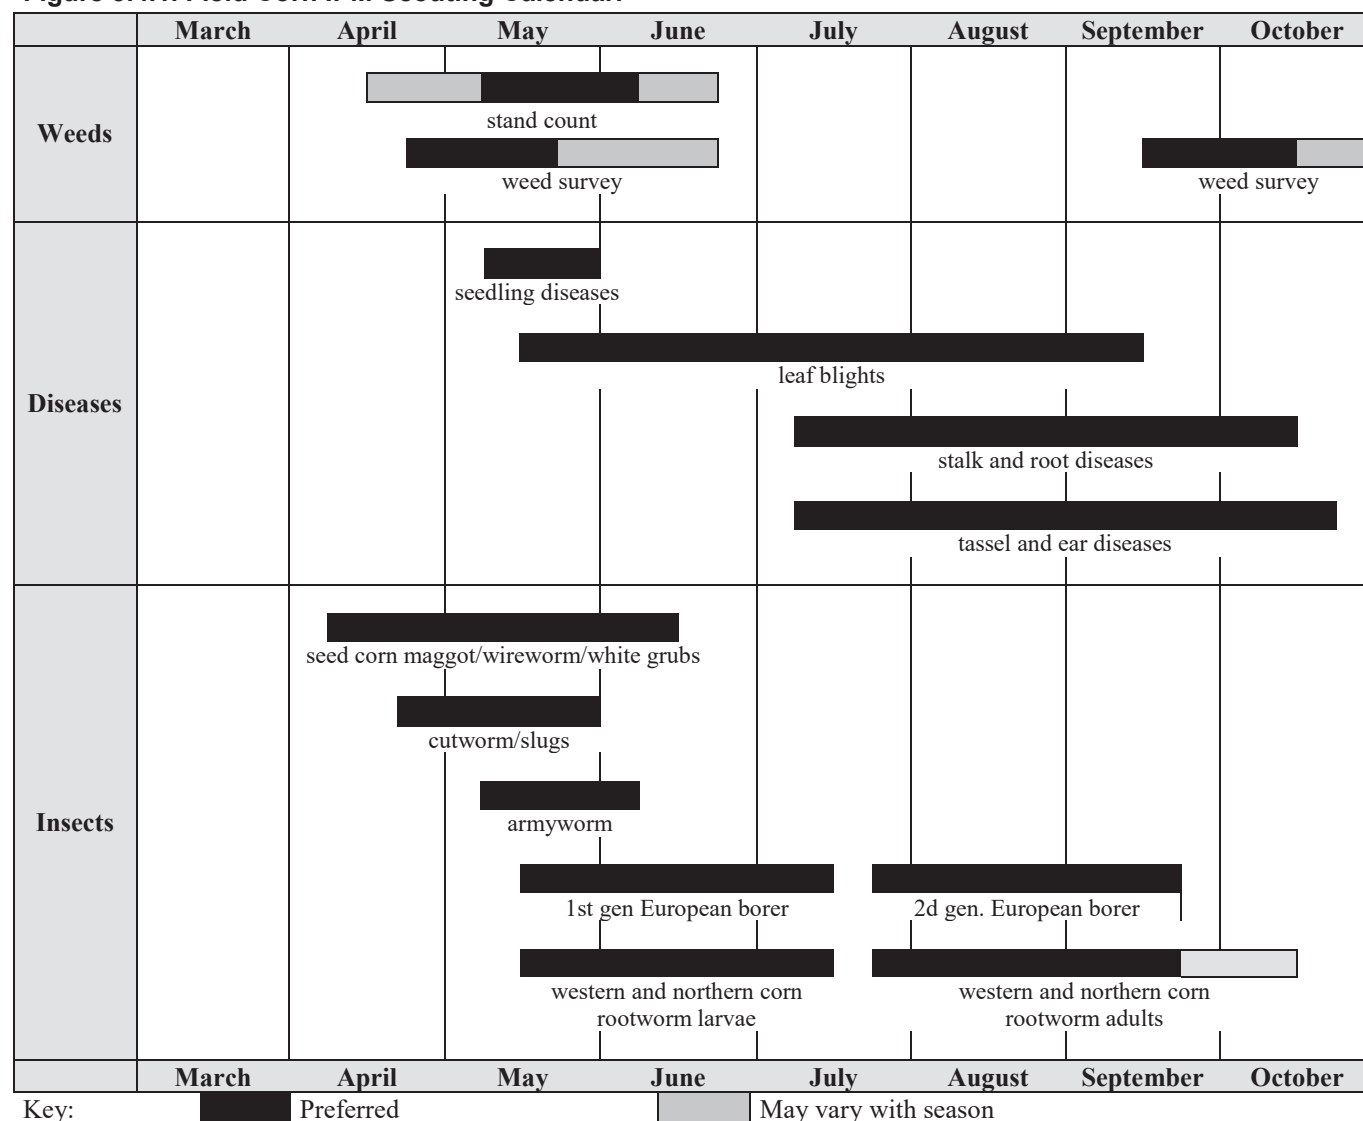 March April May June July August September October
Weeds
stand count
weed survey
weed survey
Diseases
seedling diseases
leaf blights
stalk and root diseases
tassel and ear diseases
Insects
seed corn maggot/wireworm/white grubs
cutworm/slugs
armyworm
1st gen European borer
2d gen. European borer
western and northern corn
rootworm larvae
western and northern corn
rootworm adults
March April May June July August September October
Key: Preferred May vary with season